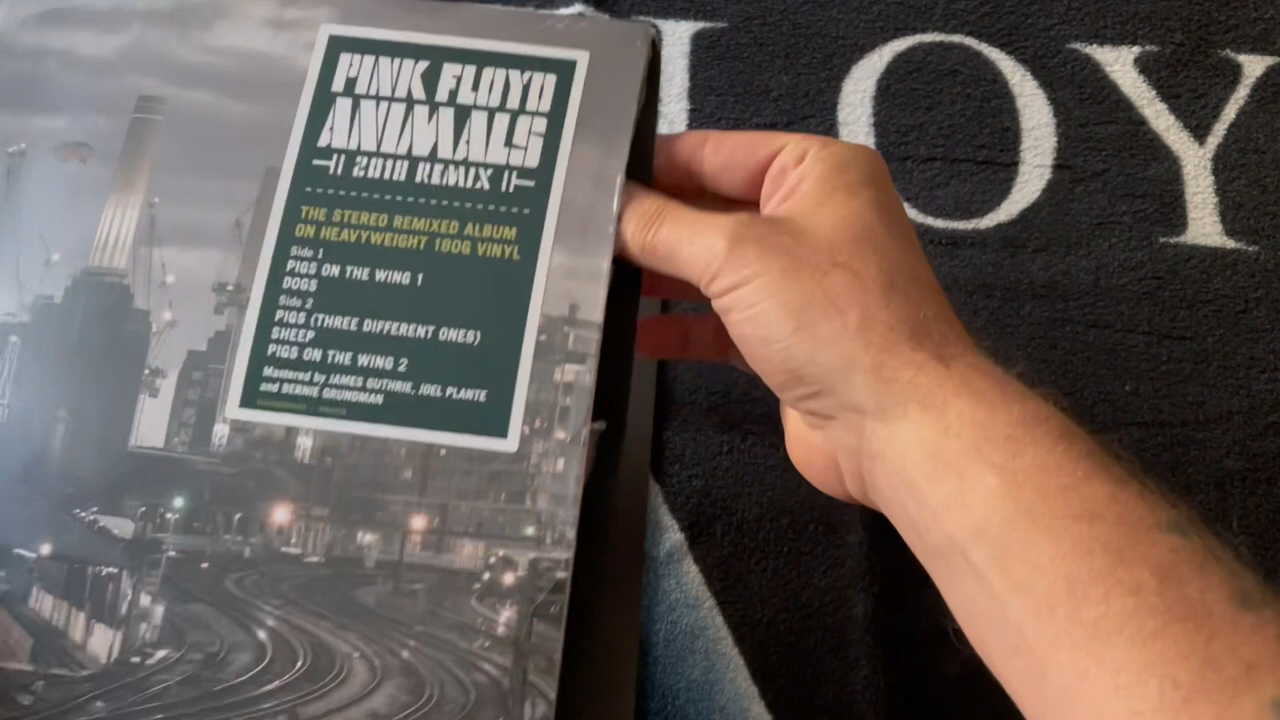 PINK FLOYD
ANIMALS
2018 REMIX
THE STEREO REMIXED ALBUM
ON HEAVYWEIGHT 180G VINYL
Side 1
PIGS ON THE WING 1
DOGS
Side 2
PIGS (THREE DIFFERENT ONES)
SHEEP
PIGS ON THE WING 2
Mastered by JAMES GUTHRIE, JOEL PLANTE
and BERNIE GRUNDMAN
LOY